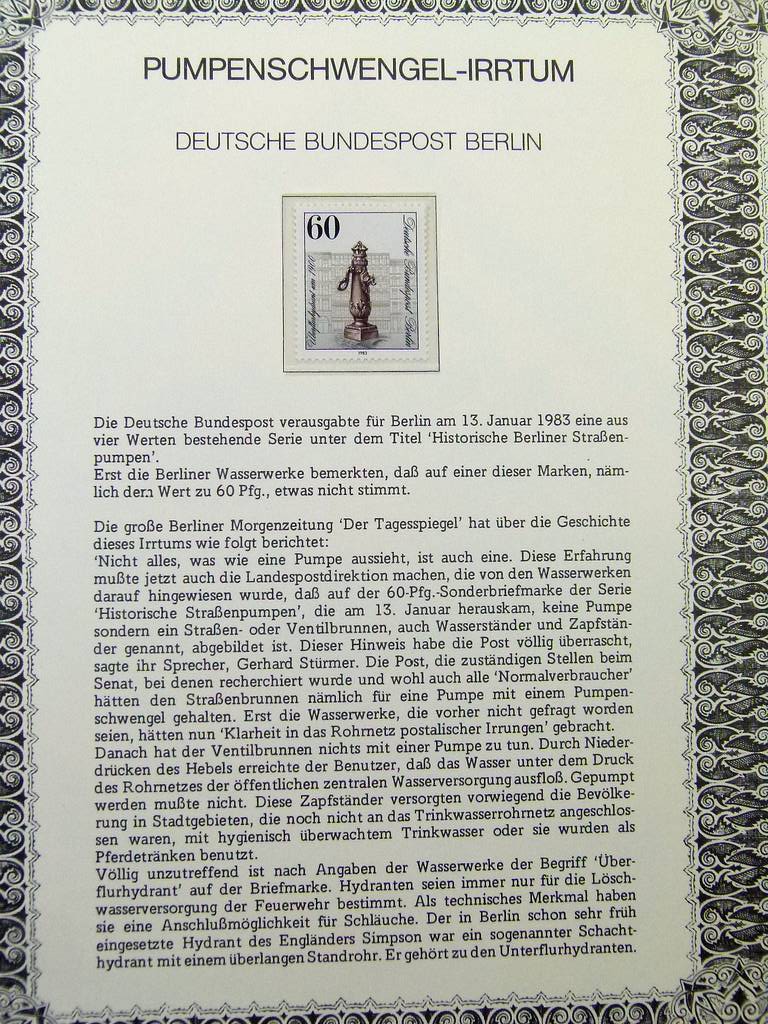 PUMPENSCHWENGEL-IRRTUM
DEUTSCHE BUNDESPOST BERLIN
60
Deutsche Bundespost Berlin
1983
Die Deutsche Bundespost verausgabte für Berlin am 13. Januar 1983 eine aus
vier Werten bestehende Serie unter dem Titel 'Historische Berliner Straßen-
pumpen'.
Erst die Berliner Wasserwerke bemerkten, daß auf einer dieser Marken, näm-
lich dem Wert zu 60 Pfg., etwas nicht stimmt.
Die große Berliner Morgenzeitung 'Der Tagesspiegel' hat über die Geschichte
dieses Irrtums wie folgt berichtet:
'Nicht alles, was wie eine Pumpe aussieht, ist auch eine. Diese Erfahrung
mußte jetzt auch die Landespostdirektion machen, die von den Wasserwerken
darauf hingewiesen wurde, daß auf der 60-Pfg.-Sonderbriefmarke der Serie
'Historische Straßenpumpen', die am 13. Januar herauskam, keine Pumpe
sondern ein Straßen- oder Ventilbrunnen, auch Wasserständer und Zapfstän-
der genannt, abgebildet ist. Dieser Hinweis habe die Post völlig überrascht,
sagte ihr Sprecher, Gerhard Stürmer. Die Post, die zuständigen Stellen beim
Senat, bei denen recherchiert wurde und wohl auch alle 'Normalverbraucher'
hätten den Straßenbrunnen nämlich für eine Pumpe mit einem Pumpen-
schwengel gehalten. Erst die Wasserwerke, die vorher nicht gefragt worden
seien, hätten nun 'Klarheit in das Rohrnetz postalischer Irrungen' gebracht.
Danach hat der Ventilbrunnen nichts mit einer Pumpe zu tun. Durch Nieder-
drücken des Hebels erreichte der Benutzer, daß das Wasser unter dem Druck
des Rohrnetzes der öffentlichen zentralen Wasserversorgung ausfloß. Gepumpt
werden mußte nicht. Diese Zapfständer versorgten vorwiegend die Bevölke-
rung in Stadtgebieten, die noch nicht an das Trinkwasserrohrnetz angeschlos-
sen waren, mit hygienisch überwachtem Trinkwasser oder sie wurden als
Pferdetränken benutzt.
Völlig unzutreffend ist nach Angaben der Wasserwerke der Begriff 'Über-
flurhydrant' auf der Briefmarke. Hydranten seien immer nur für die Lösch-
wasserversorgung der Feuerwehr bestimmt. Als technisches Merkmal haben
sie eine Anschlußmöglichkeit für Schläuche. Der in Berlin schon sehr früh
eingesetzte Hydrant des Engländers Simpson war ein sogenannter Schacht-
hydrant mit einem überlangen Standrohr. Er gehört zu den Unterflurhydranten.